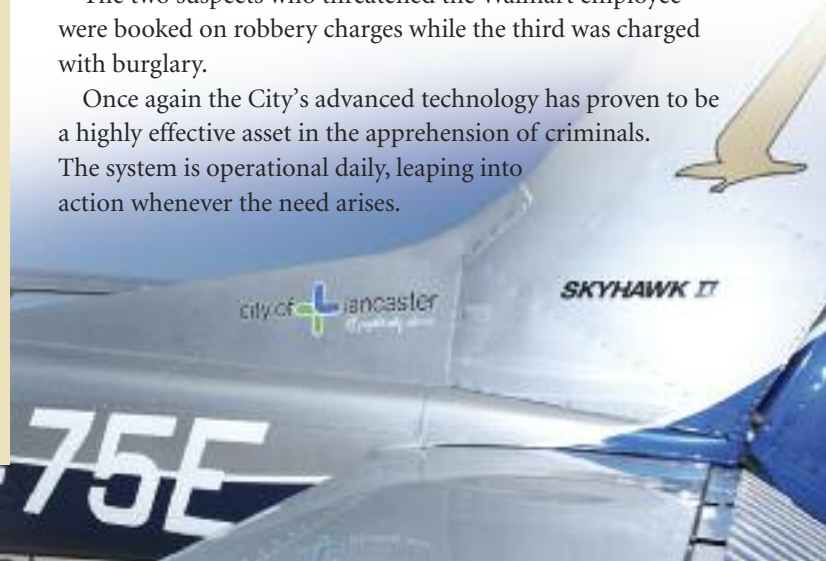 The two suspects who threatened the Walmart employee
were booked on robbery charges while the third was charged
with burglary.
Once again the City’s advanced technology has proven to be
a highly effective asset in the apprehension of criminals.
The system is operational daily, leaping into
action whenever the need arises.
SKYHAWK II
city of lancaster
75E